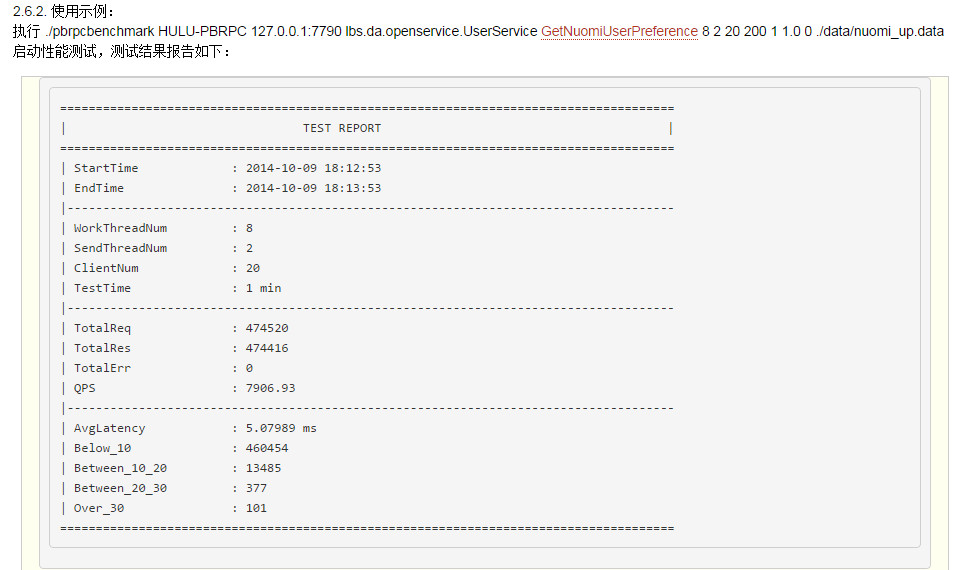 2.6.2. 使用示例：
执行 ./pbrpcbenchmark HULU-PBRPC 127.0.0.1:7790 lbs.da.openservice.UserService GetNuomiUserPreference 8 2 20 200 1 1.0 0 ./data/nuomi_up.data
启动性能测试，测试结果报告如下：
======================================================================================
| TEST REPORT |
======================================================================================
| StartTime : 2014-10-09 18:12:53
| EndTime : 2014-10-09 18:13:53
|-------------------------------------------------------------------------------------
| WorkThreadNum : 8
| SendThreadNum : 2
| ClientNum : 20
| TestTime : 1 min
|-------------------------------------------------------------------------------------
| TotalReq : 474520
| TotalRes : 474416
| TotalErr : 0
| QPS : 7906.93
|-------------------------------------------------------------------------------------
| AvgLatency : 5.07989 ms
| Below_10 : 460454
| Between_10_20 : 13485
| Between_20_30 : 377
| Over_30 : 101
======================================================================================